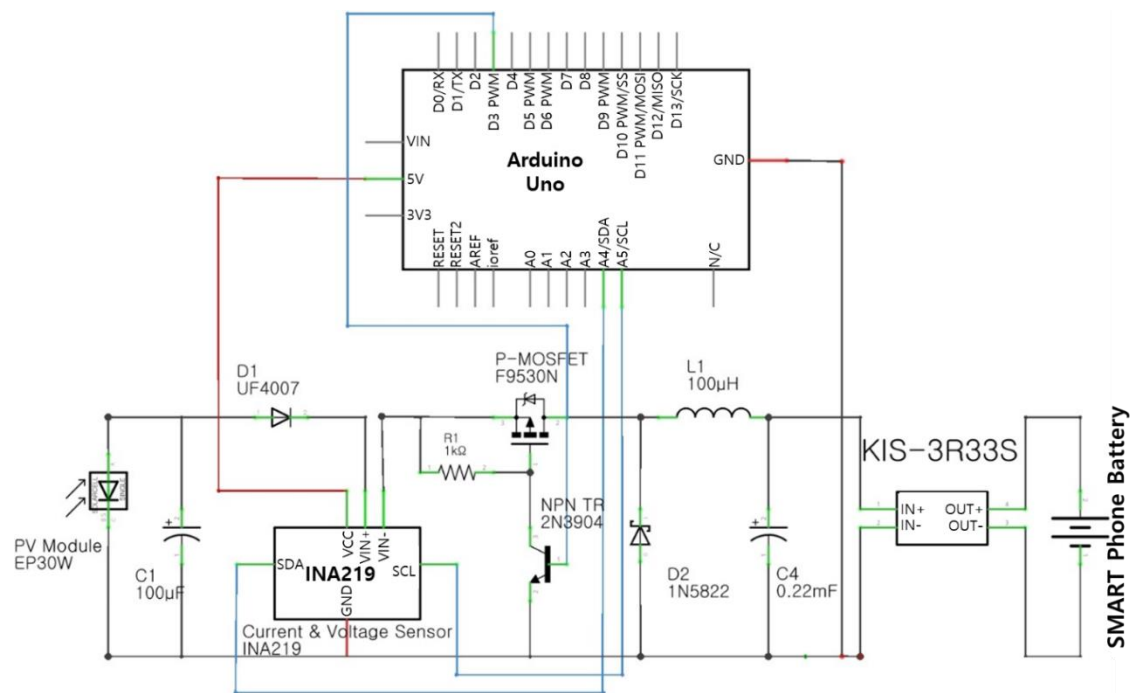 D0/RX
D1/TX
D2
D3 PWM
D4
D5 PWM
D6 PWM
D7
D8
D9 PWM
D10 PWM/SS
D11 PWM/MOSI
D12/MISO
D13/SCK
VIN
5V
3V3
Arduino
Uno
GND
RESET
RESET2
AREF
ioref
A0
A1
A2
A3
A4/SDA
A5/SCL
N/C
D1
UF4007
P-MOSFET
F9530N
L1
100μH
R1
1kΩ
KIS-3R33S
IN+
IN-
OUT+
OUT-
SMART Phone Battery
NPN TR
2N3904
PV Module
EP30W
C1
100μF
VCC
VIN+
VIN-
SDA
INA219
SCL
GND
Current & Voltage Sensor
INA219
D2
1N5822
C4
0.22mF